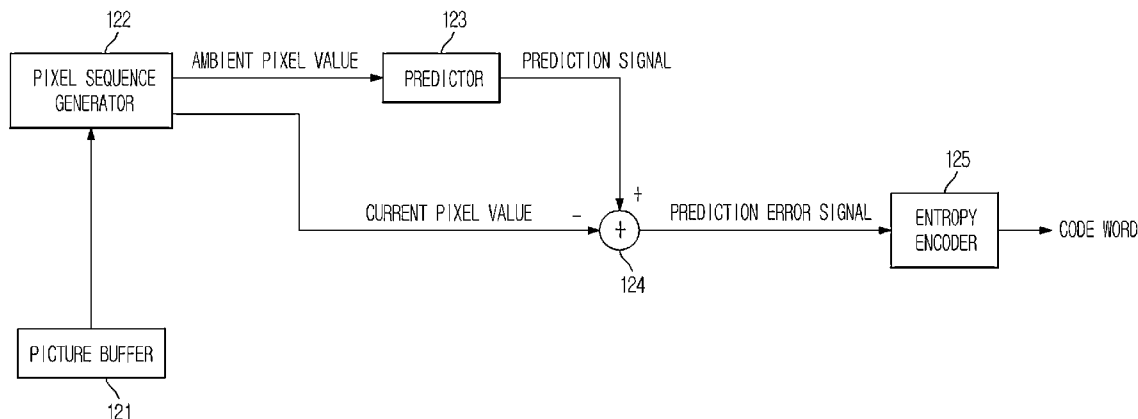 122
PIXEL SEQUENCE
GENERATOR
AMBIENT PIXEL VALUE
123
PREDICTOR
PREDICTION SIGNAL
CURRENT PIXEL VALUE
-
+
+
124
PREDICTION ERROR SIGNAL
125
ENTROPY
ENCODER
CODE WORD
PICTURE BUFFER
121